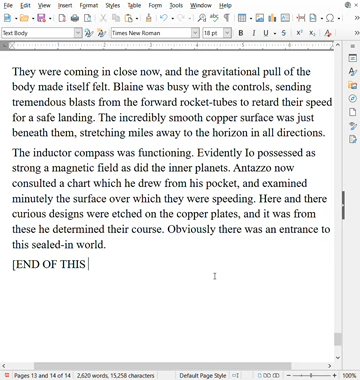 File Edit View Insert Format Styles Table Form Tools Window Help
Text Body Times New Roman 18 pt
They were coming in close now, and the gravitational pull of the
body made itself felt. Blaine was busy with the controls, sending
tremendous blasts from the forward rocket-tubes to retard their speed
for a safe landing. The incredibly smooth copper surface was just
beneath them, stretching miles away to the horizon in all directions.
The inductor compass was functioning. Evidently Io possessed as
strong a magnetic field as did the inner planets. Antazzo now
consulted a chart which he drew from his pocket, and examined
minutely the surface over which they were speeding. Here and there
curious designs were etched on the copper plates, and it was from
these he determined their course. Obviously there was an entrance to
this sealed-in world.
[END OF THIS
Pages 13 and 14 of 14 2,620 words, 15,258 characters Default Page Style 100%